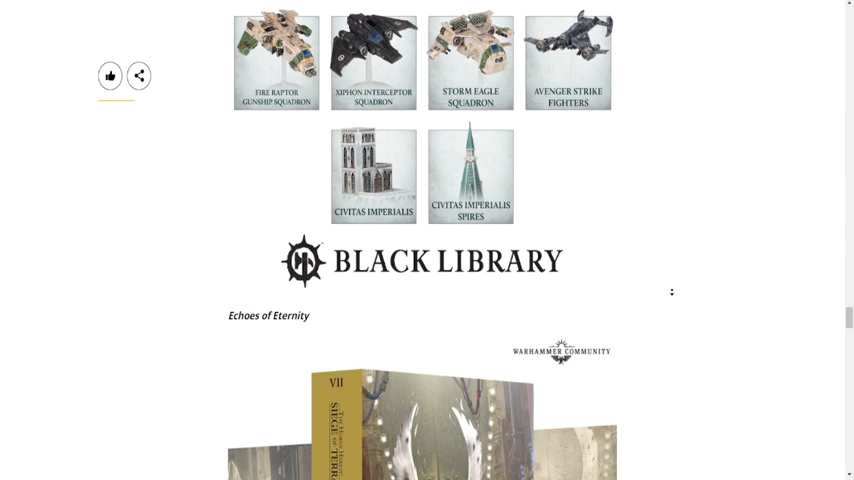 FIRE RAPTOR
GUNSHIP SQUADRON
XIPHON INTERCEPTOR
SQUADRON
STORM EAGLE
SQUADRON
AVENGER STRIKE
FIGHTERS
CIVITAS IMPERIALIS
CIVITAS IMPERIALIS
SPIRES
BLACK LIBRARY
Echoes of Eternity
WARHAMMER COMMUNITY
VII
SIEGE OF TERR